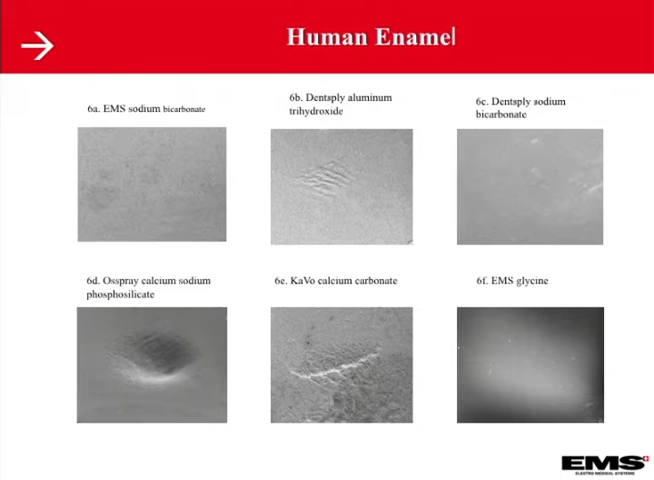 Human Enamel
6a. EMS sodium bicarbonate
6b. Dentsply aluminum
trihydroxide
6c. Dentsply sodium
bicarbonate
6d. Osspray calcium sodium
phosphosilicate
6e. KaVo calcium carbonate
6f. EMS glycine
EMS
ELECTRO MEDICAL SYSTEMS